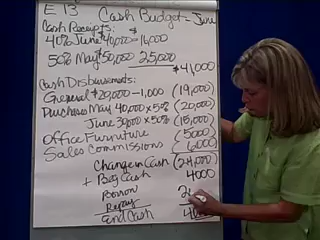 E 13 Cash Budget - June
Cash Receipts:
40% June 40,000 - $16,000
50% May $50,000 25,000
$41,000
Cash Disbursements:
General $20,000 - 1,000 (19,000)
Purchases May 40,000 x 50% (20,000)
June 30,000 x 50% (15,000)
Office Furniture (5000)
Sales Commissions 6000)
Change in Cash (24,000)
+ Beg Cash 4000
Borrow
Repay
End Cash